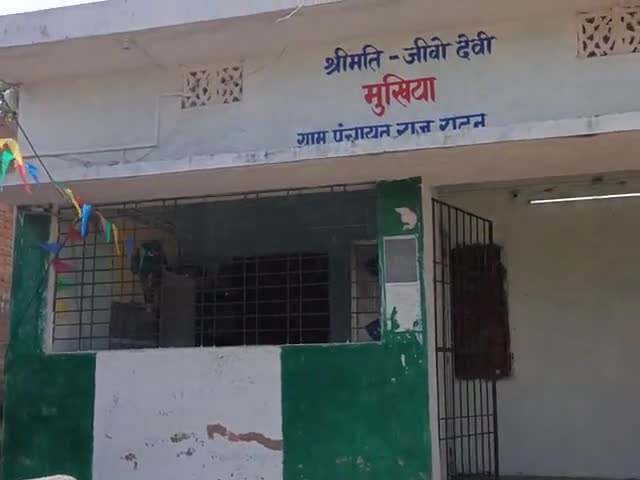 श्रीमति - जीवो देवी
मुखिया
ग्राम पंचायत राज